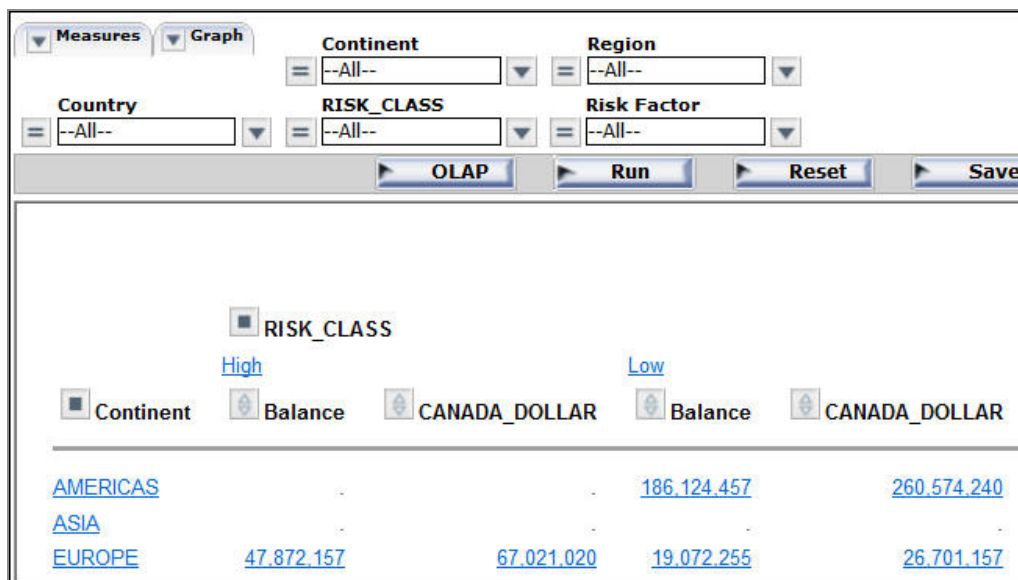 Measures Graph
Continent Region
= --All-- = --All--
Country RISK_CLASS Risk Factor
= --All-- = --All-- = --All--
OLAP Run Reset Save
RISK_CLASS
High Low
Continent Balance CANADA_DOLLAR Balance CANADA_DOLLAR
AMERICAS . . 186,124,457 260,574,240
ASIA . . . .
EUROPE 47,872,157 67,021,020 19,072,255 26,701,157